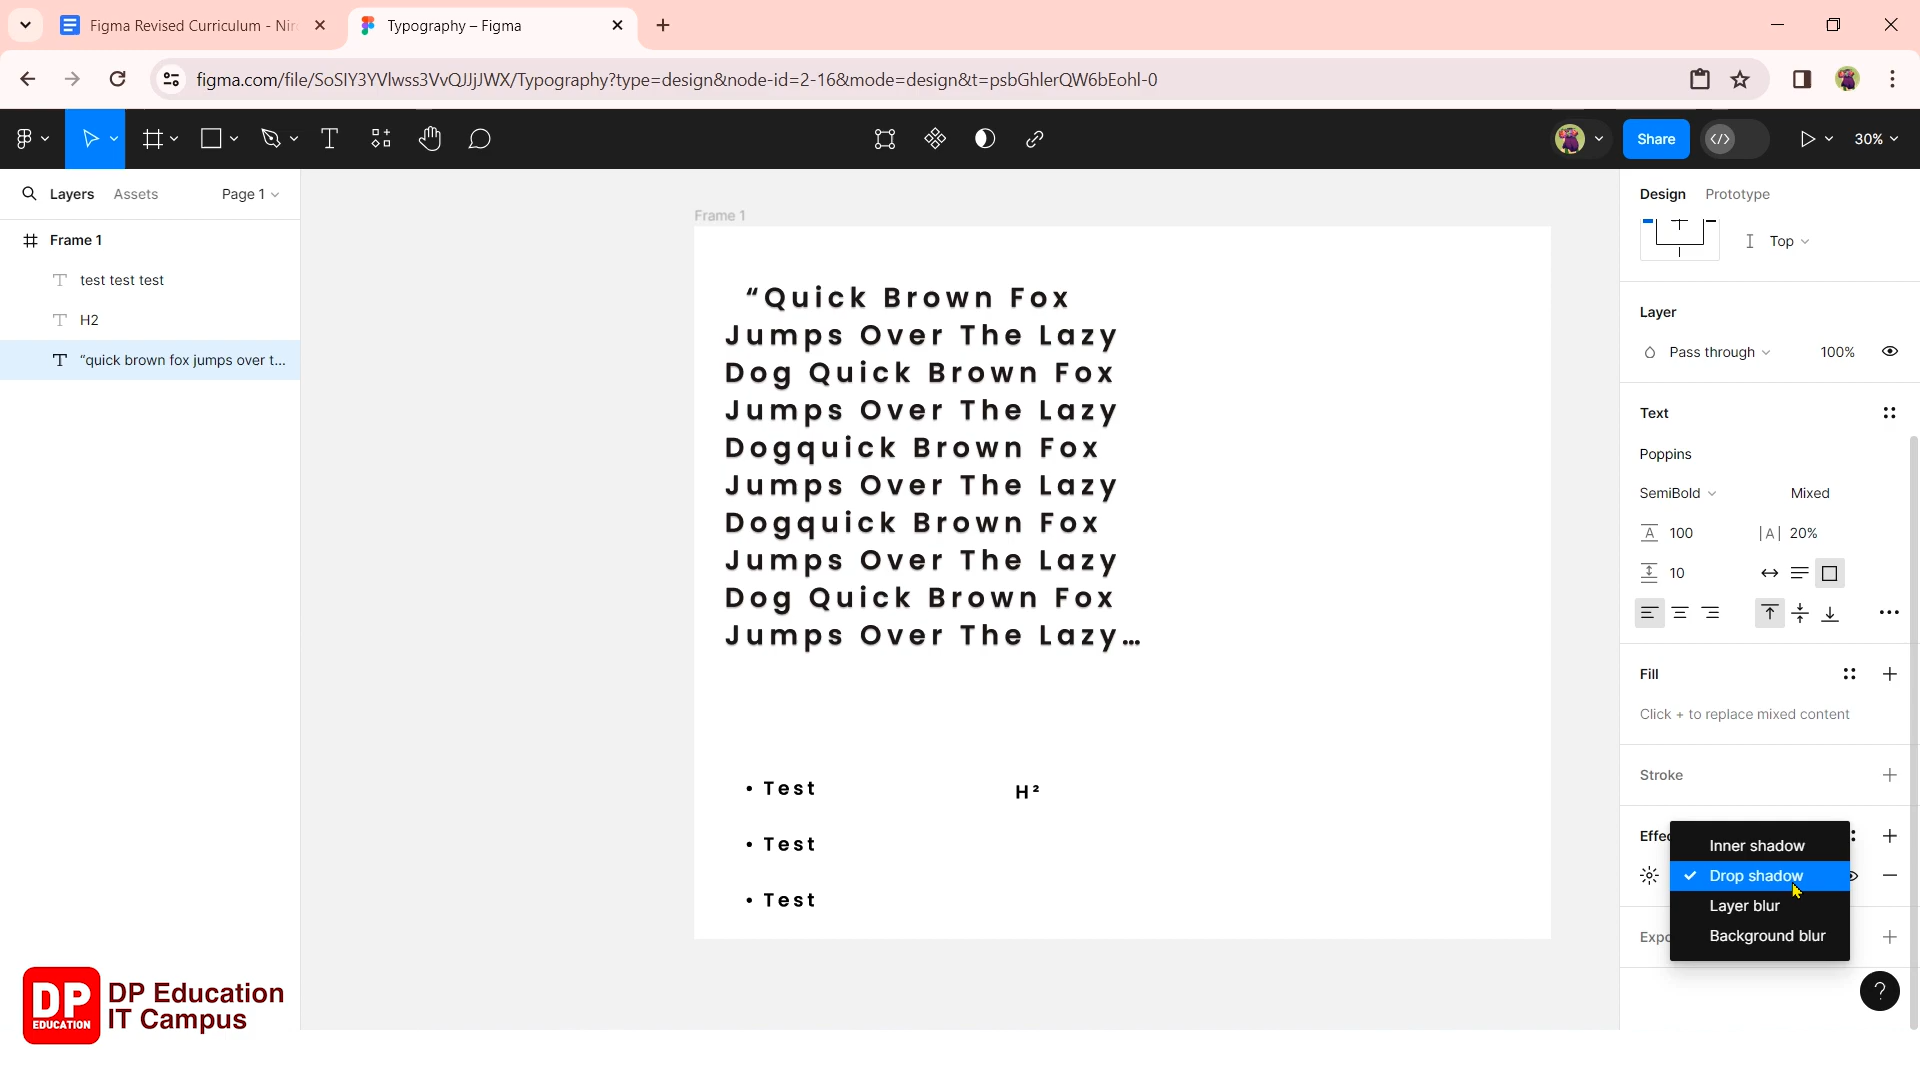 Figma Revised Curriculum - Nir
Typography – Figma
figma.com/file/SoSIY3YVlwss3VvQJJjJWX/Typography?type=design&node-id=2-16&mode=design&t=psbGhlerQW6bEohl-0
Share
30%
Layers
Assets
Page 1
Design
Prototype
Frame 1
Frame 1
test test test
H2
“quick brown fox jumps over t...
“Quick Brown Fox
Jumps Over The Lazy
Dog Quick Brown Fox
Jumps Over The Lazy
Dogquick Brown Fox
Jumps Over The Lazy
Dogquick Brown Fox
Jumps Over The Lazy
Dog Quick Brown Fox
Jumps Over The Lazy...
• Test
H²
• Test
• Test
Top
Layer
Pass through
100%
Text
Poppins
SemiBold
Mixed
100
20%
10
Fill
Click + to replace mixed content
Stroke
Effec
Inner shadow
Drop shadow
Layer blur
Background blur
Expo
?
DP
EDUCATION
DP Education
IT Campus